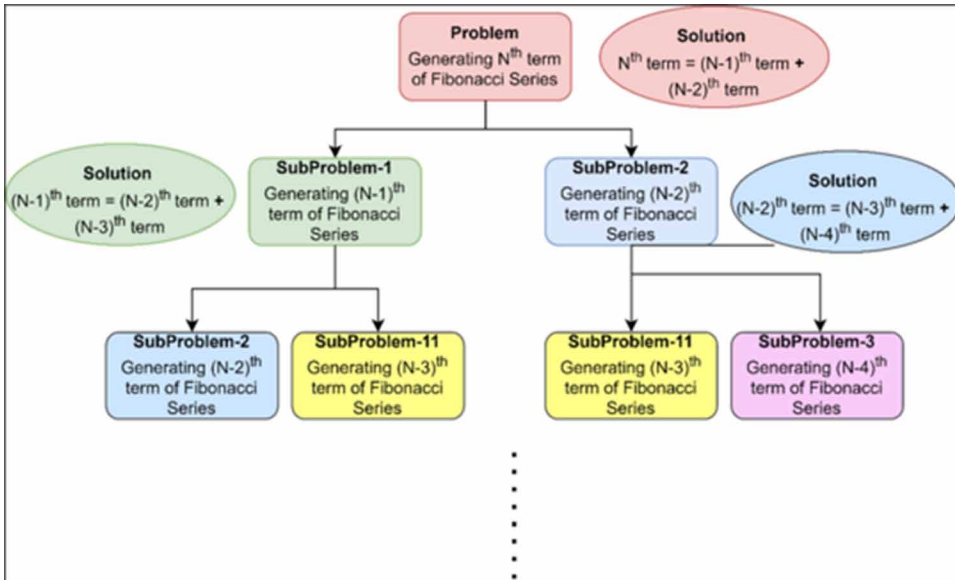 Problem
Generating Nth term
of Fibonacci Series
Solution
Nth term = (N-1)th term +
(N-2)th term
Solution
(N-1)th term = (N-2)th term +
(N-3)th term
SubProblem-1
Generating (N-1)th
term of Fibonacci
Series
SubProblem-2
Generating (N-2)th
term of Fibonacci
Series
Solution
(N-2)th term = (N-3)th term +
(N-4)th term
SubProblem-2
Generating (N-2)th
term of Fibonacci
Series
SubProblem-11
Generating (N-3)th
term of Fibonacci
Series
SubProblem-11
Generating (N-3)th
term of Fibonacci
Series
SubProblem-3
Generating (N-4)th
term of Fibonacci
Series